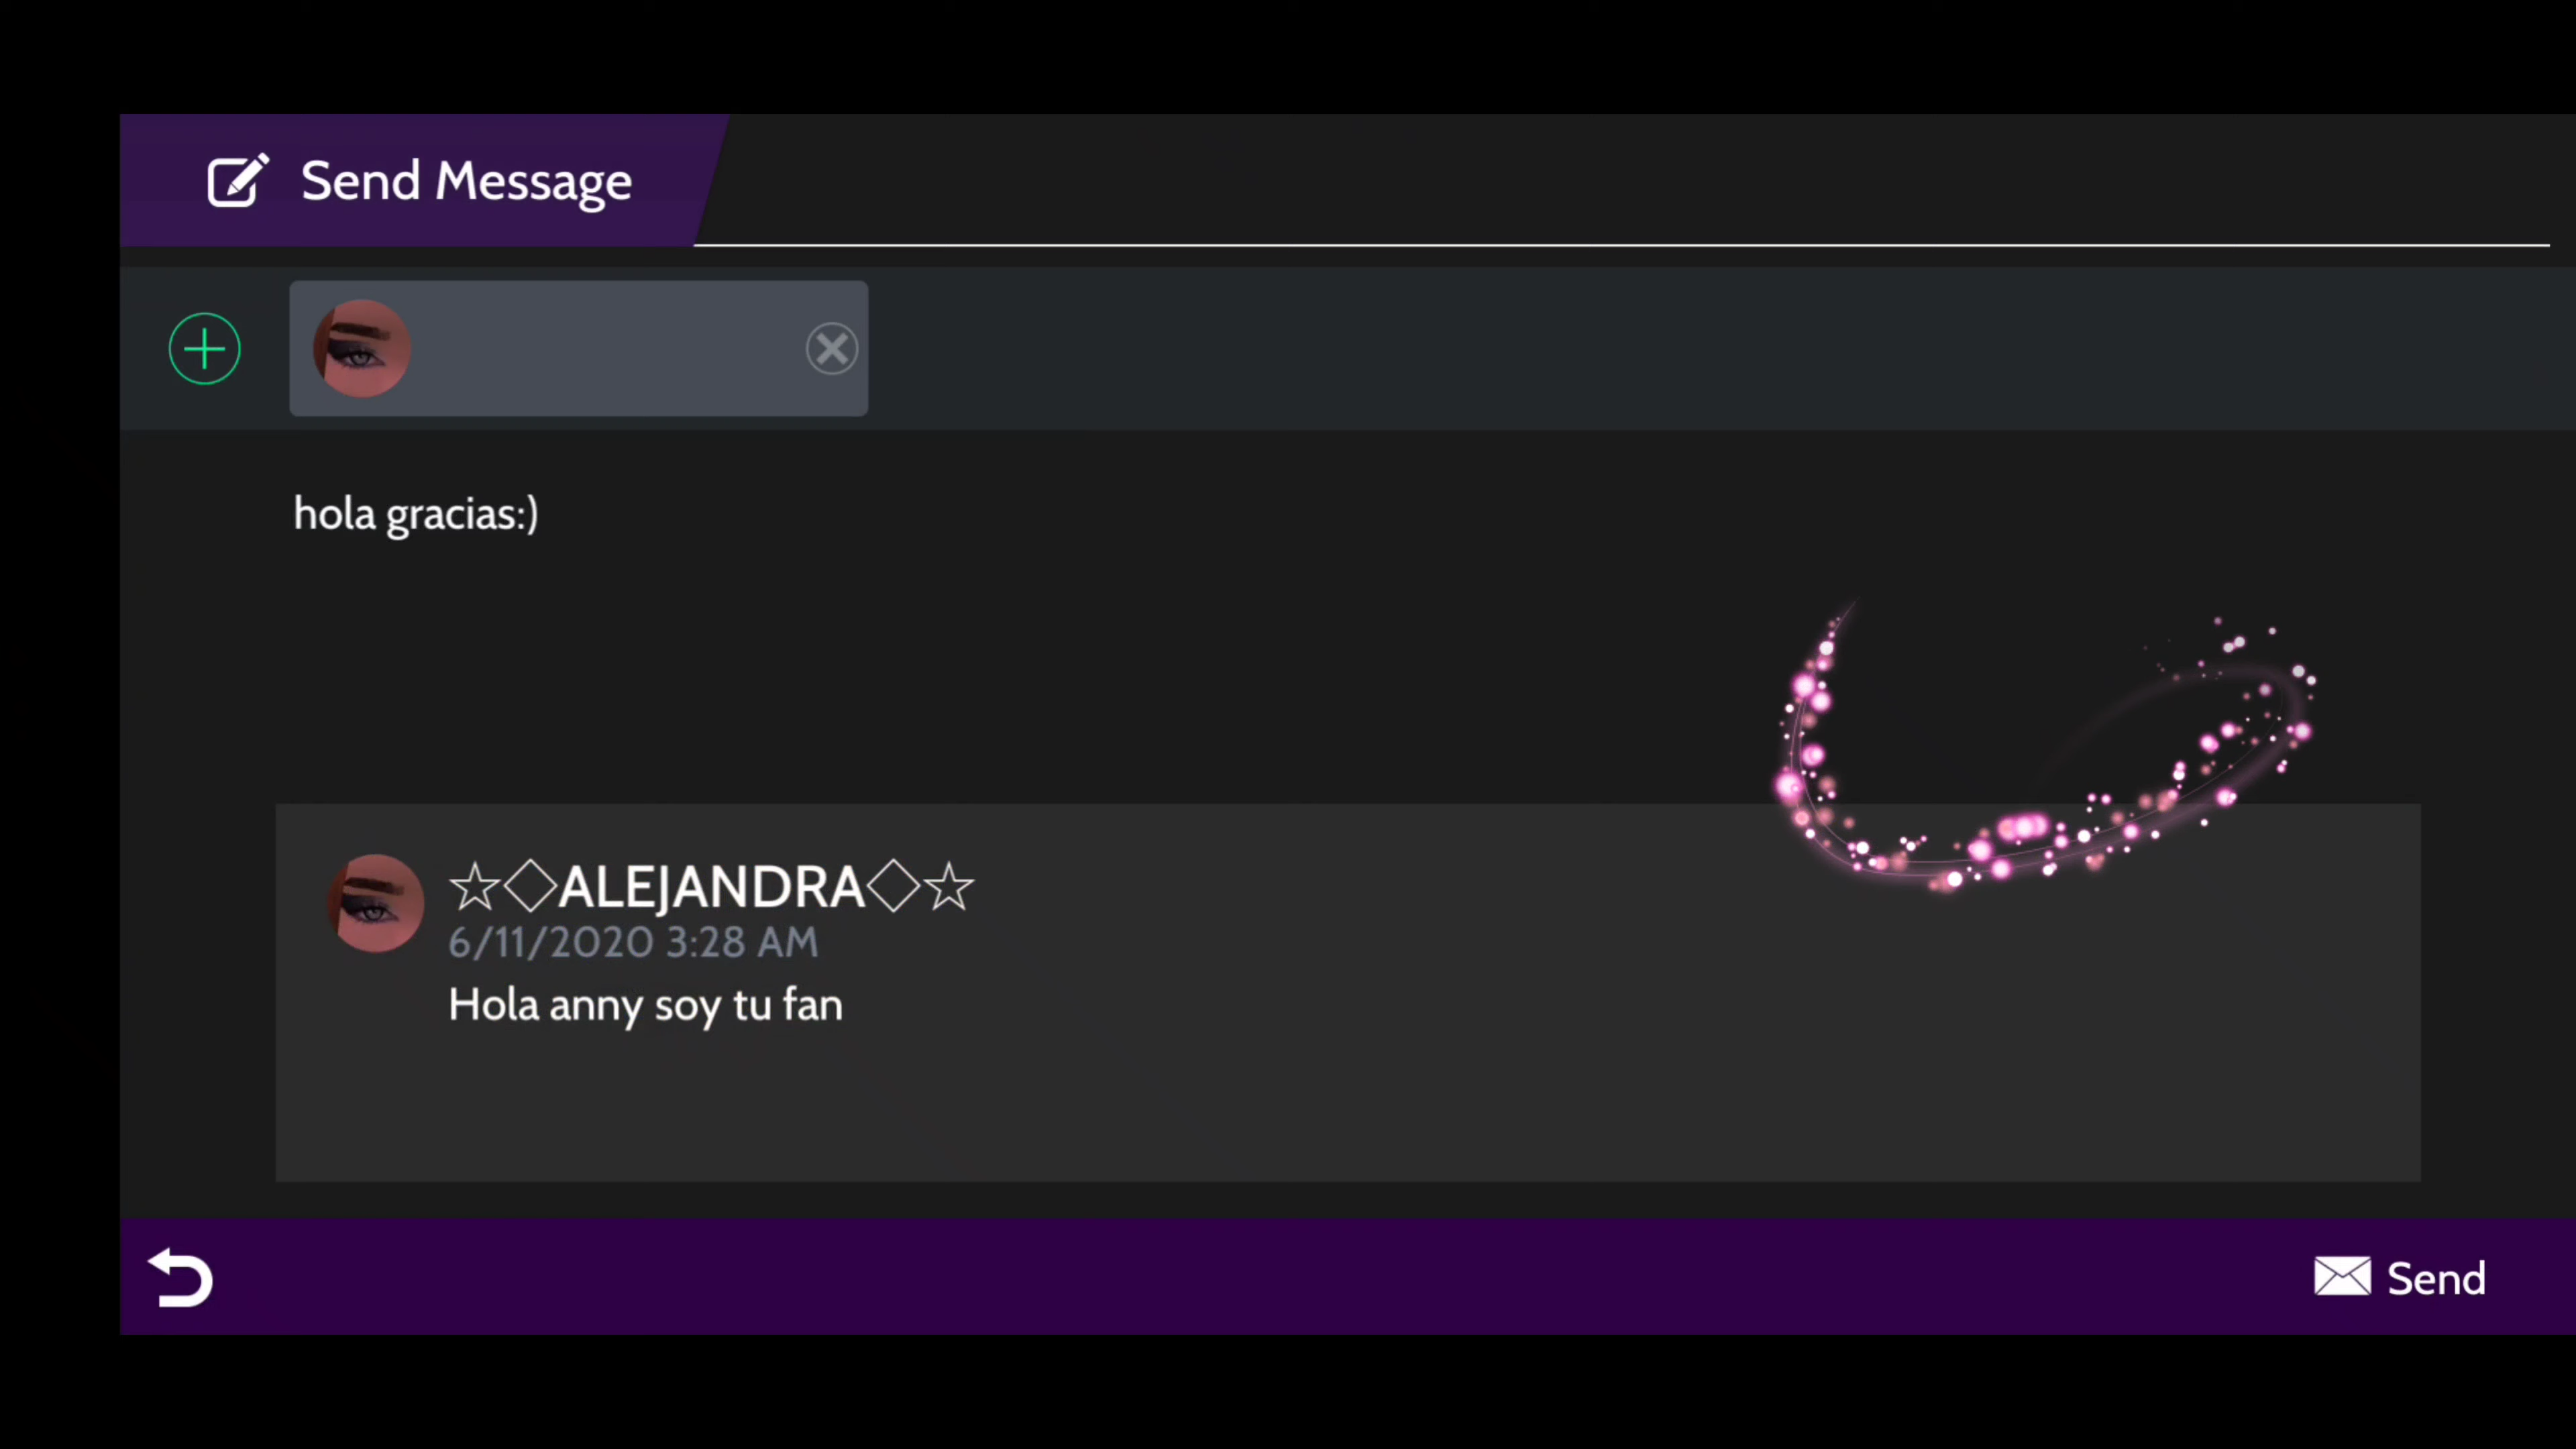 Send Message
hola gracias:)
☆◇ALEJANDRA◇☆
6/11/2020 3:28 AM
Hola anny soy tu fan
Send